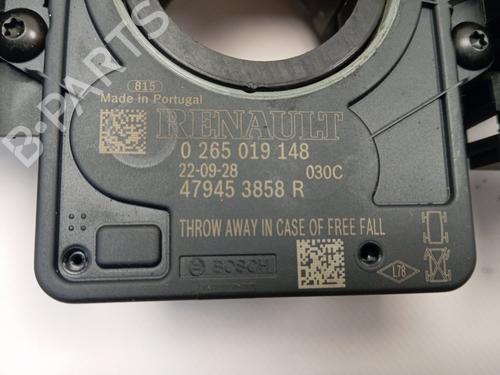 815
Made in Portugal
RENAULT
0 265 019 148
22-09-28 030C
47945 3858 R
THROW AWAY IN CASE OF FREE FALL
BOSCH
L78
B-PARTS